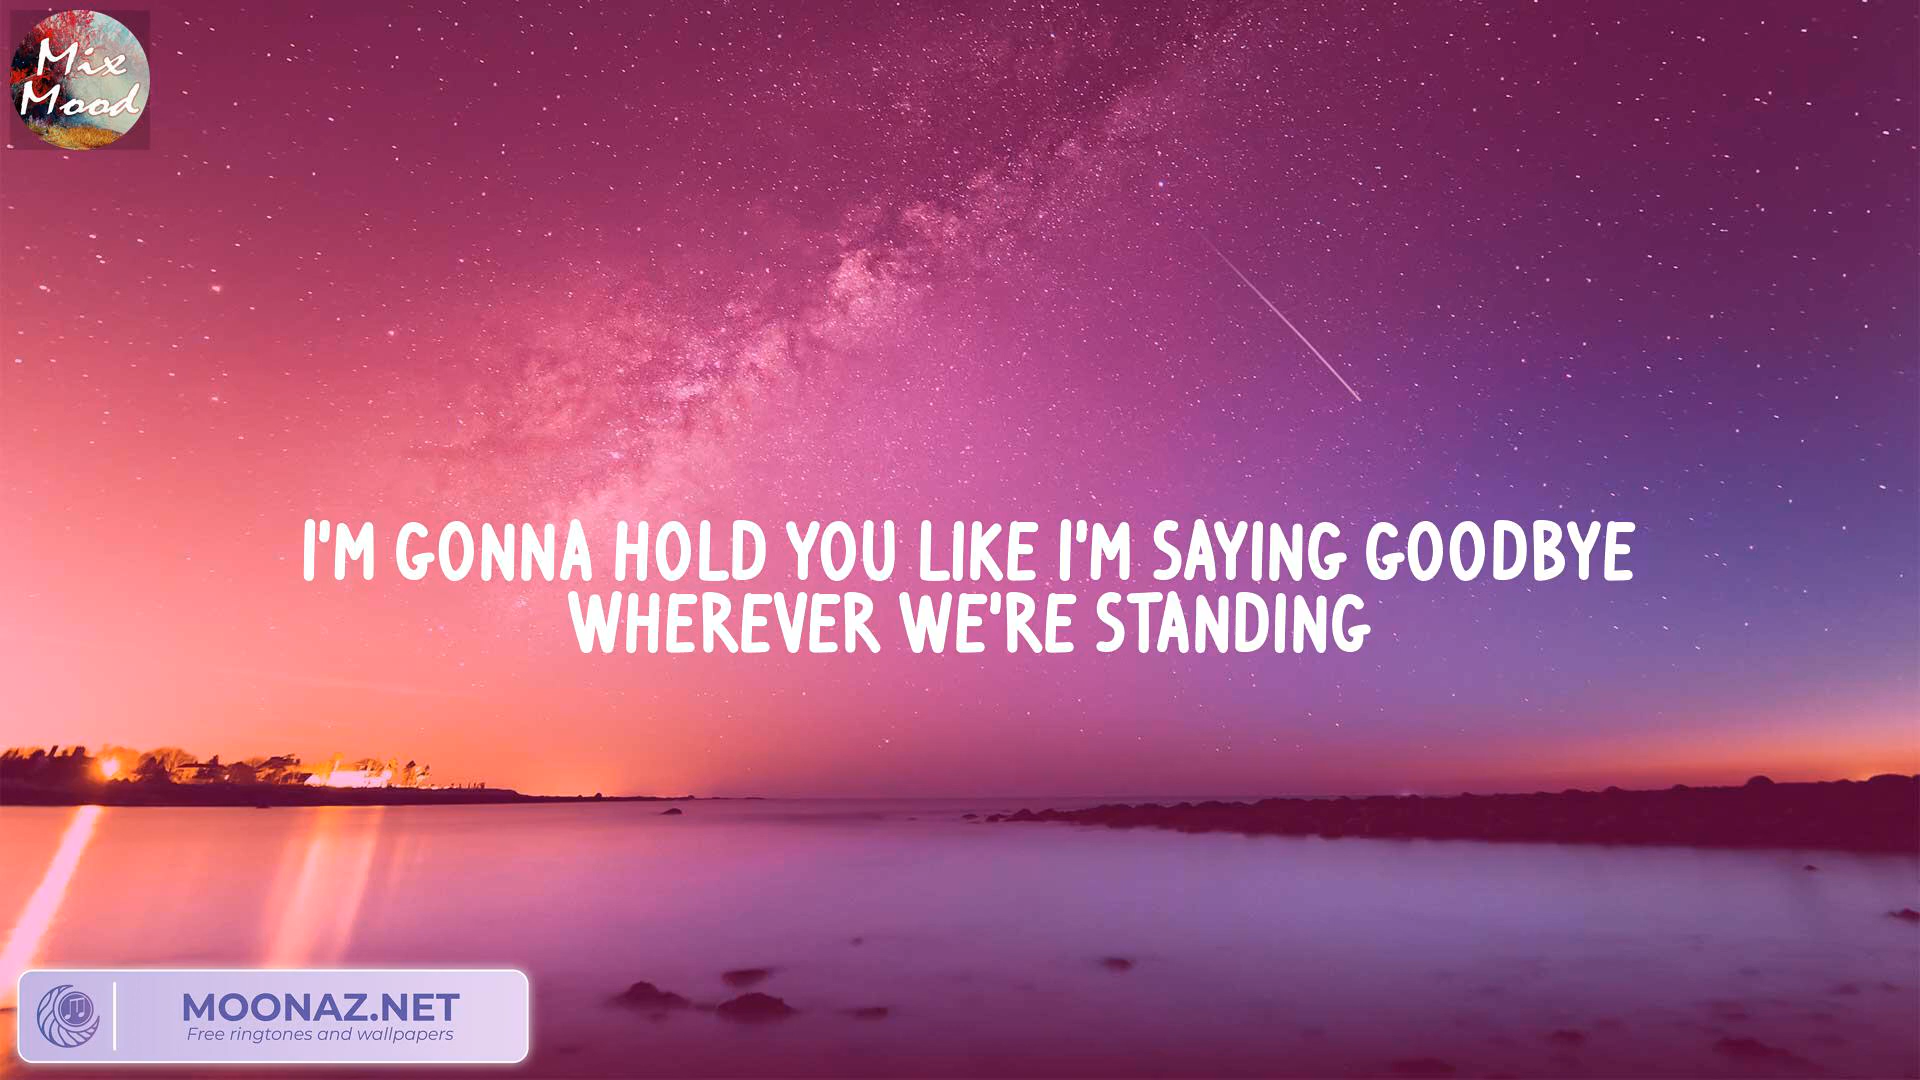 Mix
Mood
I'M GONNA HOLD YOU LIKE I'M SAYING GOODBYE
WHEREVER WE'RE STANDING
MOONAZ.NET
Free ringtones and wallpapers